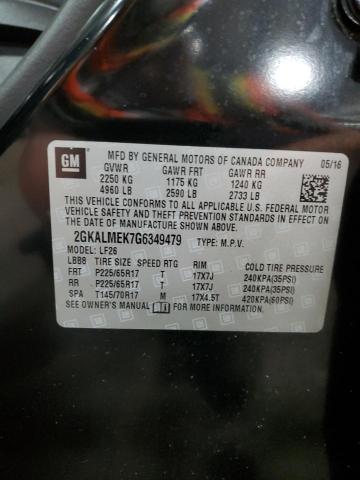 GM
MFD BY GENERAL MOTORS OF CANADA COMPANY 05/16
GVWR GAWR FRT GAWR RR
2250 KG 1175 KG 1240 KG
4960 LB 2590 LB 2733 LB
THIS VEHICLE CONFORMS TO ALL APPLICABLE U.S. FEDERAL MOTOR
VEHICLE SAFETY AND THEFT PREVENTION STANDARDS IN EFFECT ON
THE DATE OF MANUFACTURE SHOWN ABOVE.
2GKALMEK7G6349479 TYPE: M.P.V.
MODEL: LF26
LBB8 TIRE SIZE SPEED RTG RIM COLD TIRE PRESSURE
FRT P225/65R17 T 17X7J 240KPA(35PSI)
RR P225/65R17 T 17X7J 240KPA(35PSI)
SPA T145/70R17 M 17X4.5T 420KPA(60PSI)
SEE OWNER'S MANUAL FOR MORE INFORMATION.